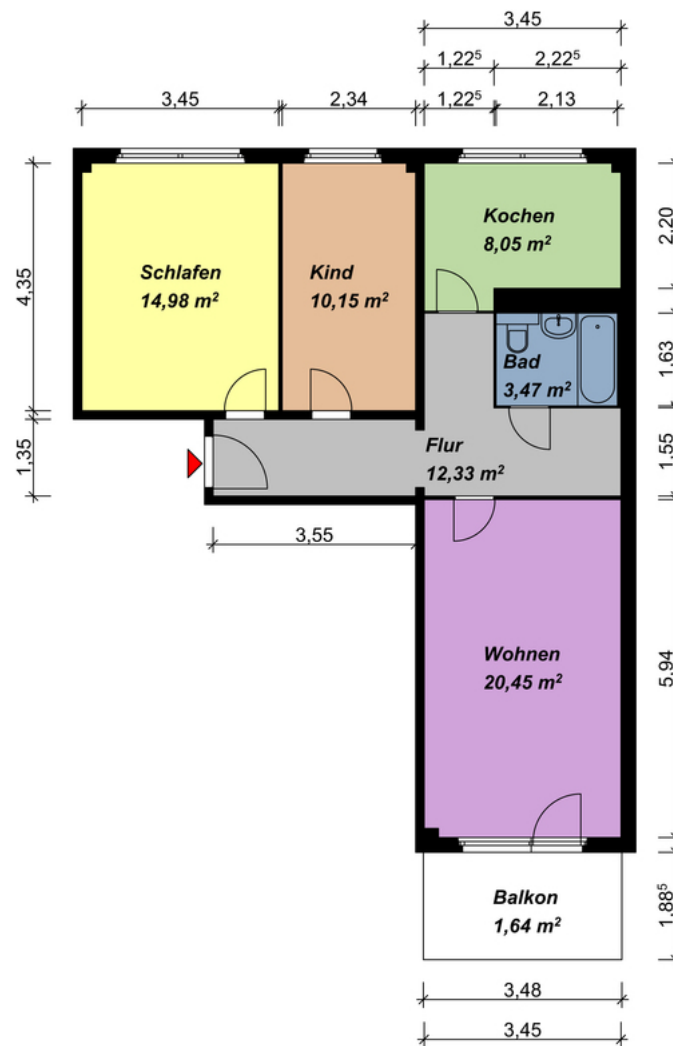 3,45
1,22⁵ 2,22⁵
3,45 2,34 1,22⁵ 2,13
Kochen
8,05 m²
2,20
4,35
Schlafen
14,98 m²
Kind
10,15 m²
Bad
3,47 m²
1,63
1,35
Flur
12,33 m²
1,55
3,55
Wohnen
20,45 m²
5,94
Balkon
1,64 m²
1,88⁵
3,48
3,45